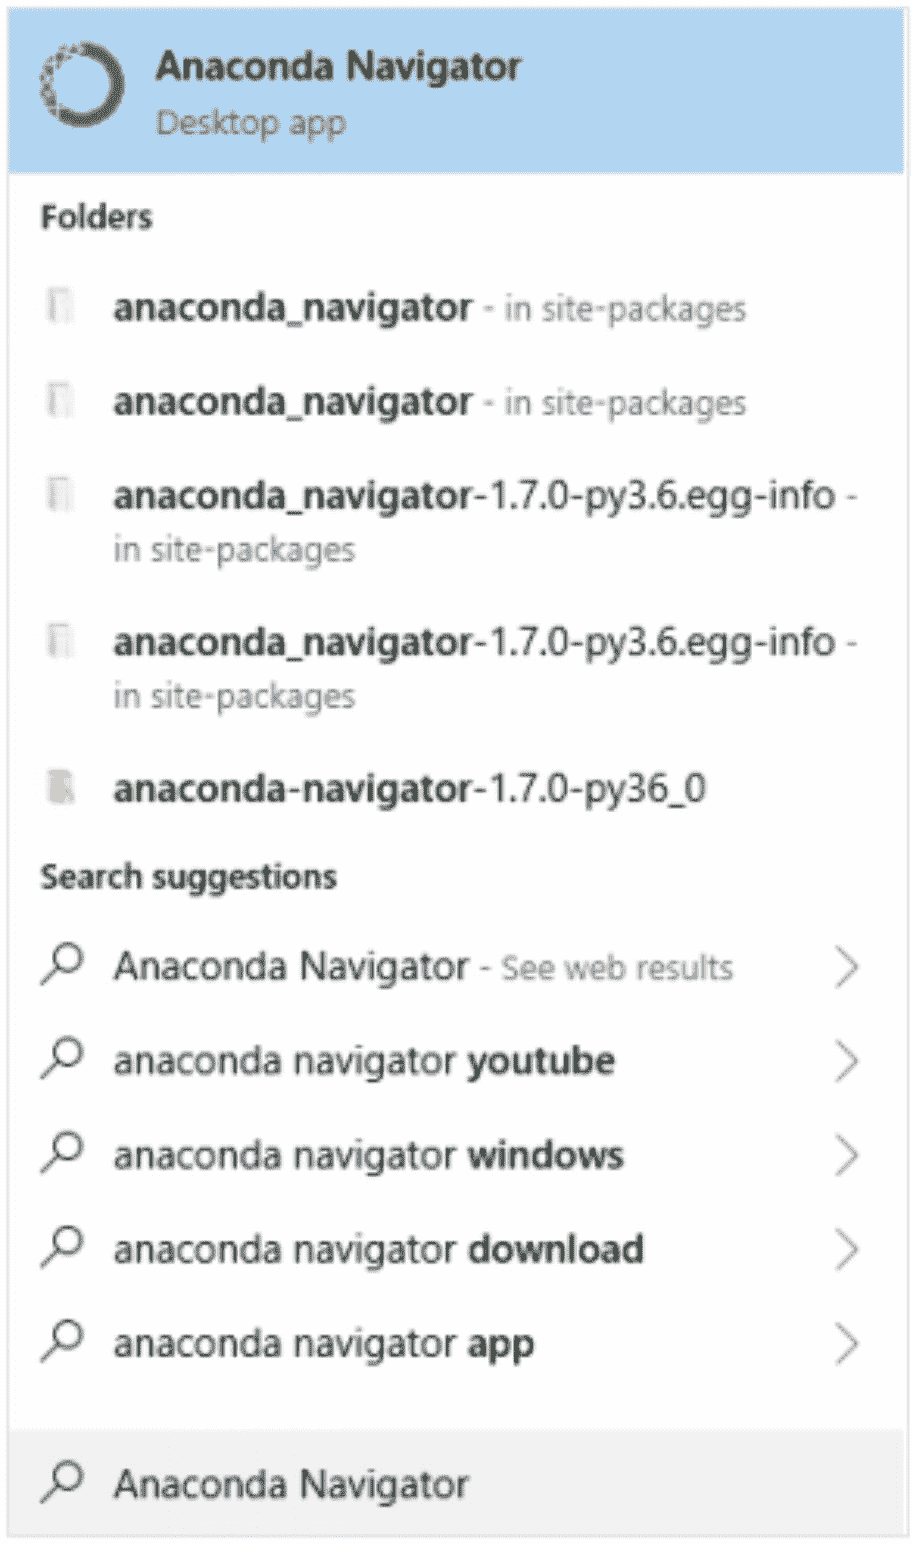 Anaconda Navigator
Desktop app
Folders
anaconda_navigator - in site-packages
anaconda_navigator - in site-packages
anaconda_navigator-1.7.0-py3.6.egg-info -
in site-packages
anaconda_navigator-1.7.0-py3.6.egg-info -
in site-packages
anaconda-navigator-1.7.0-py36_0
Search suggestions
Anaconda Navigator - See web results
anaconda navigator youtube
anaconda navigator windows
anaconda navigator download
anaconda navigator app
Anaconda Navigator